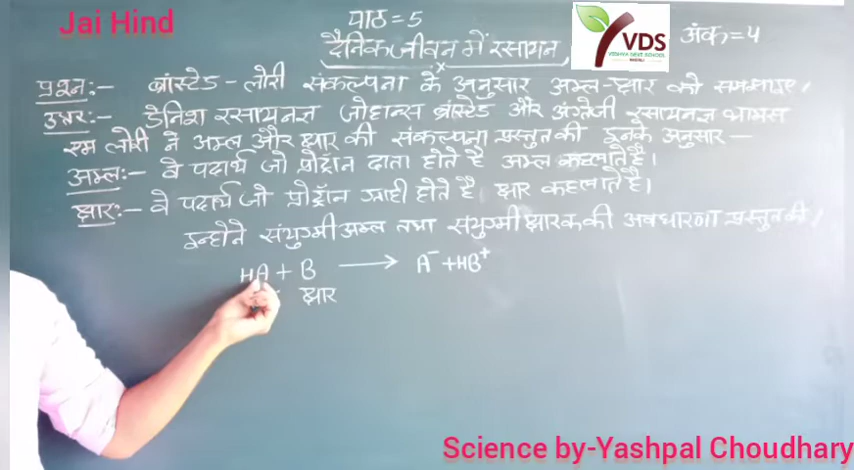 Jai Hind
पाठ = 5
दैनिक जीवन में रसायन
VDS
अंक = 4
प्रश्न:- ब्रांस्टेड - लोरी संकल्पना के अनुसार अम्ल-क्षार को समझाइए।
उत्तर:- डेनिश रसायनज्ञ जोहान्स ब्रांस्टेड और अंग्रेजी रसायनज्ञ थामस
एम लोरी ने अम्ल और क्षार की संकल्पना प्रस्तुत की इनके अनुसार -
अम्ल:- वे पदार्थ जो प्रोट्रॉन दाता होते है अम्ल कहलाते है।
क्षार:- वे पदार्थ जो प्रोट्रॉन ग्राही होते है क्षार कहलाते है।
इन्होने संयुग्मी अम्ल तथा संयुग्मी क्षारक की अवधारणा प्रस्तुत की।
HA + B → A⁻ + HB⁺
क्षार
Science by-Yashpal Choudhary